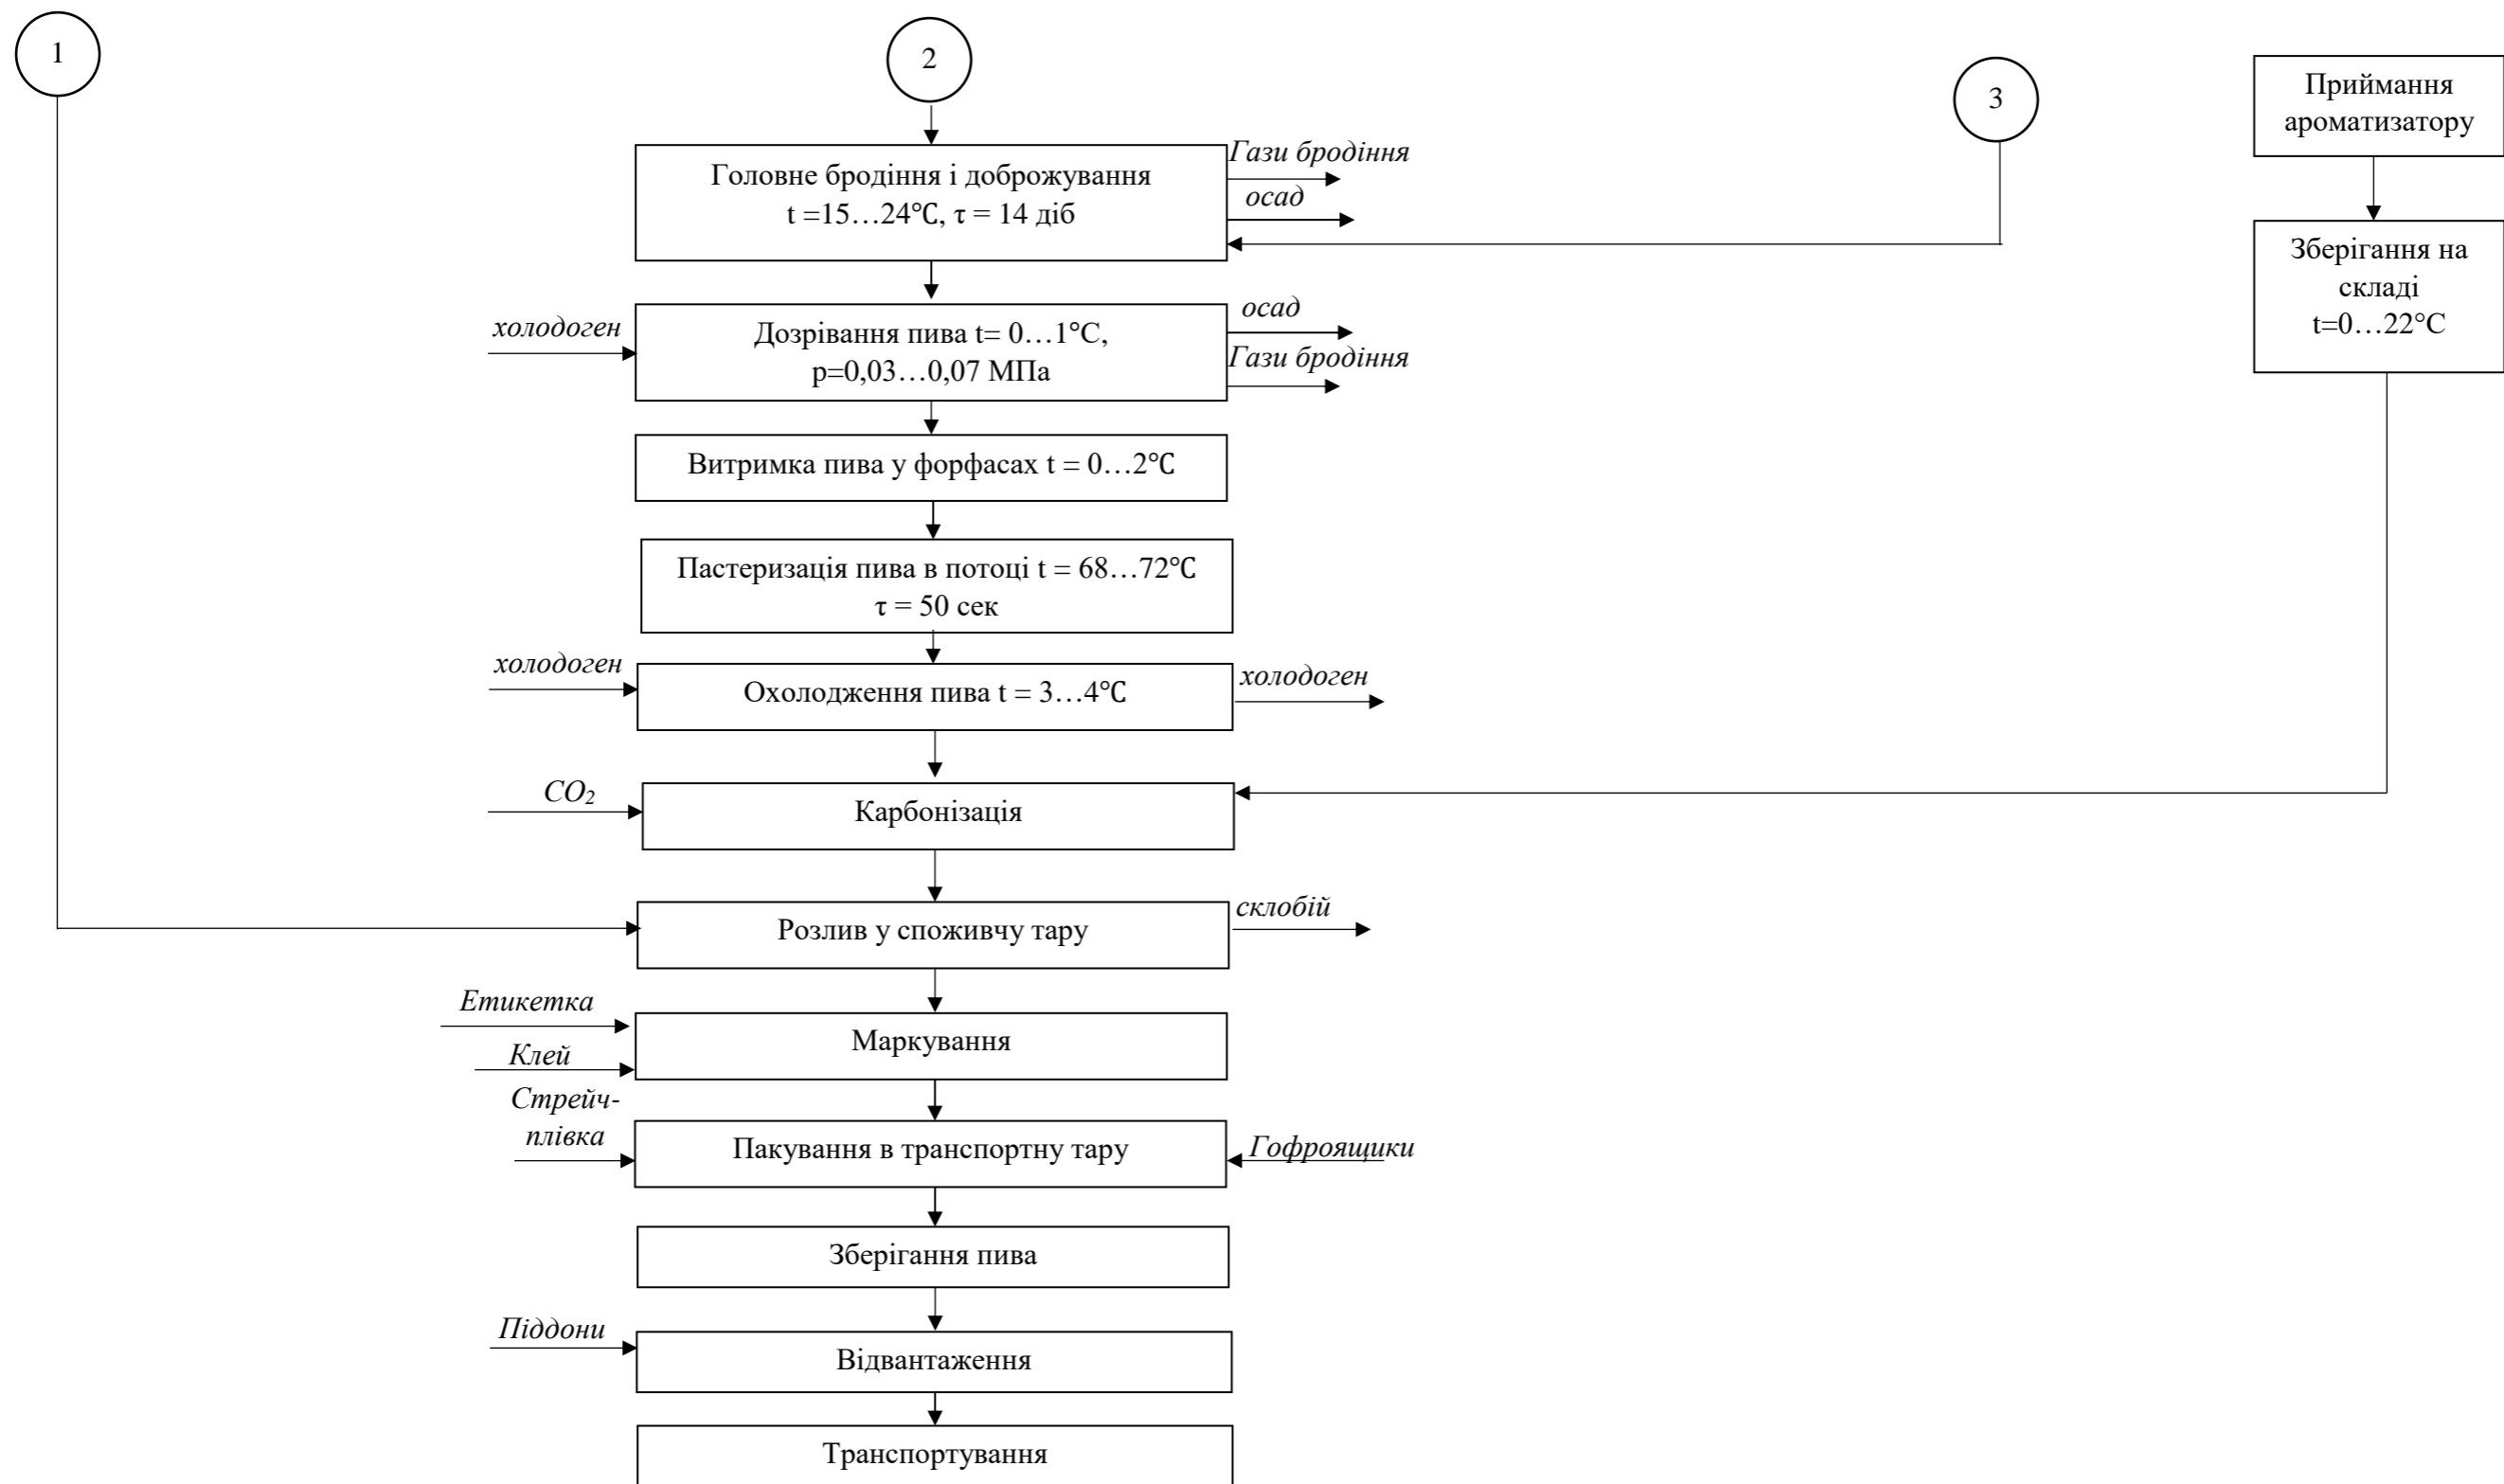 1
2
3
Приймання
ароматизатору
Головне бродіння і доброжування
t =15…24℃, τ = 14 діб
Гази бродіння
осад
Зберігання на
складі
t=0…22°С
холодоген
Дозрівання пива t= 0…1°С,
р=0,03…0,07 МПа
осад
Гази бродіння
Витримка пива у форфасах t = 0…2℃
Пастеризація пива в потоці t = 68…72℃
τ = 50 сек
холодоген
Охолодження пива t = 3…4℃
холодоген
СО₂
Карбонізація
Розлив у споживчу тару
склобій
Етикетка
Клей
Маркування
Стрейч-
плівка
Пакування в транспортну тару
Гофроящики
Зберігання пива
Піддони
Відвантаження
Транспортування